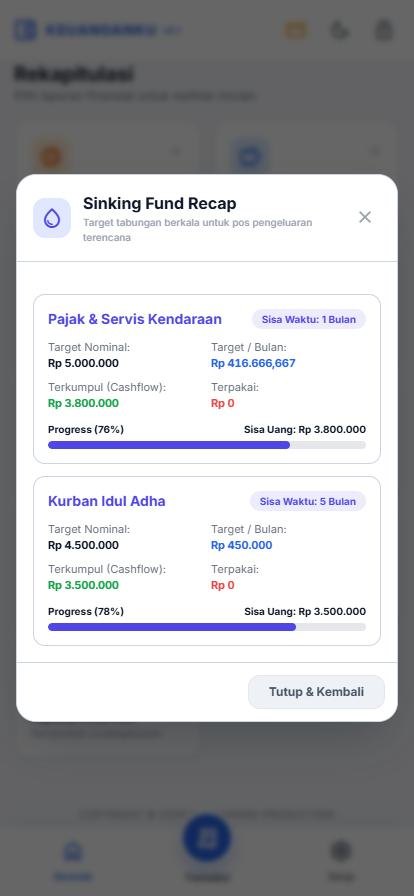 KEUANGANKU
Rekapitulasi
Sinking Fund Recap
Target tabungan berkala untuk pos pengeluaran
terencana
Pajak & Servis Kendaraan
Sisa Waktu: 1 Bulan
Target Nominal:
Target / Bulan:
Rp 5.000.000
Rp 416.666,667
Terkumpul (Cashflow):
Terpakai:
Rp 3.800.000
Rp 0
Progress (76%)
Sisa Uang: Rp 3.800.000
Kurban Idul Adha
Sisa Waktu: 5 Bulan
Target Nominal:
Target / Bulan:
Rp 4.500.000
Rp 450.000
Terkumpul (Cashflow):
Terpakai:
Rp 3.500.000
Rp 0
Progress (78%)
Sisa Uang: Rp 3.500.000
Tutup & Kembali